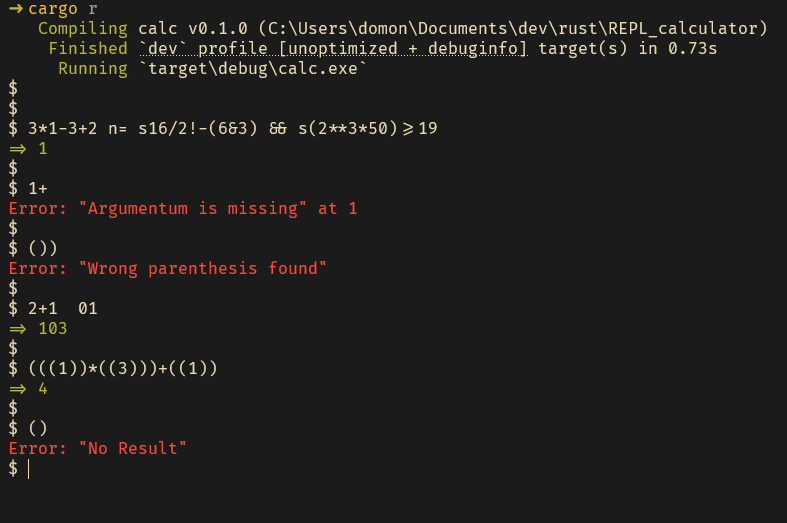 ➜ cargo r
Compiling calc v0.1.0 (C:\Users\domon\Documents\dev\rust\REPL_calculator)
Finished `dev` profile [unoptimized + debuginfo] target(s) in 0.73s
Running `target\debug\calc.exe`
$
$
$ 3*1-3+2 n= s16/2!-(6&3) && s(2**3*50)>=19
=> 1
$
$ 1+
Error: "Argumentum is missing" at 1
$
$ ())
Error: "Wrong parenthesis found"
$
$ 2+1  01
=> 103
$
$ (((1))*((3)))+((1))
=> 4
$
$ ()
Error: "No Result"
$